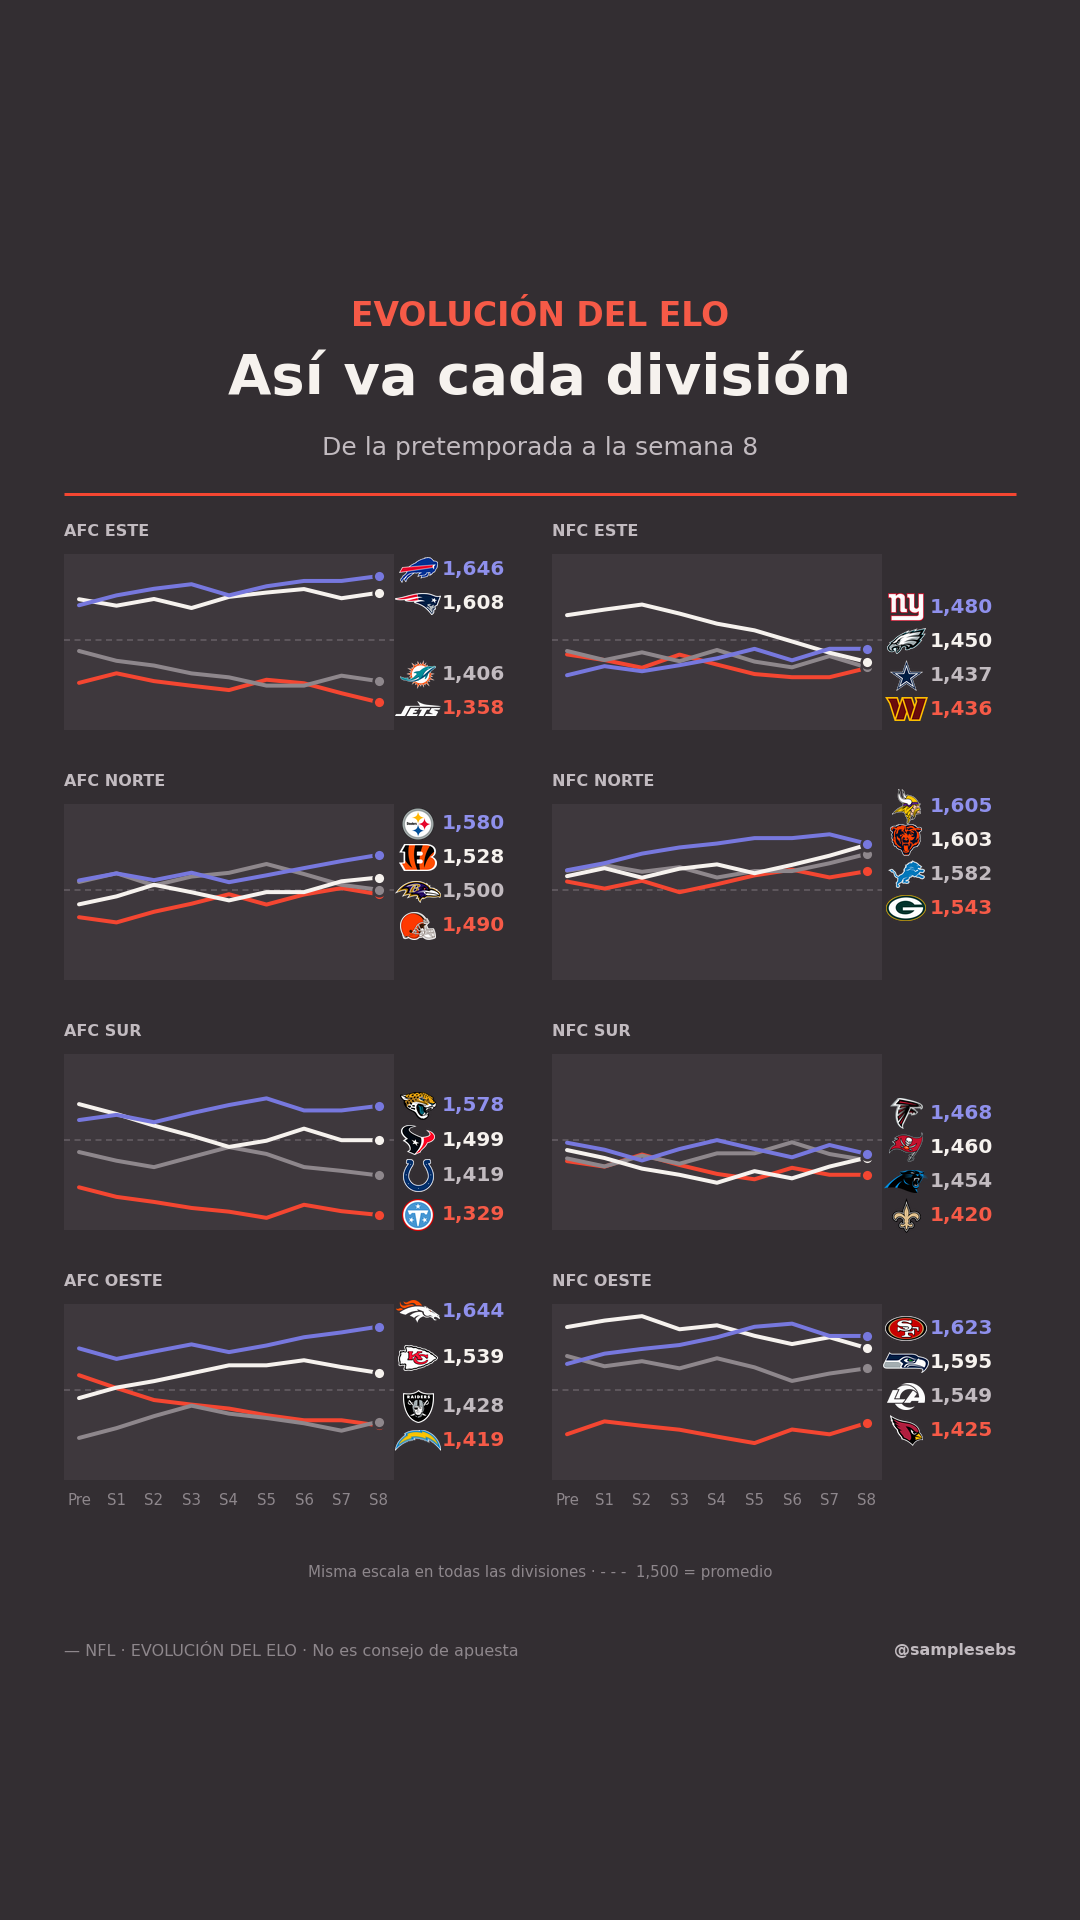 EVOLUCIÓN DEL ELO
Así va cada división
De la pretemporada a la semana 8
AFC ESTE
1,646
1,608
1,406
JETS
1,358
NFC ESTE
ny
1,480
1,450
1,437
W
1,436
AFC NORTE
1,580
B
1,528
1,500
1,490
NFC NORTE
1,605
1,603
1,582
G
1,543
AFC SUR
1,578
1,499
1,419
T
1,329
NFC SUR
1,468
1,460
1,454
1,420
AFC OESTE
1,644
KC
1,539
RAIDERS
1,428
1,419
Pre S1 S2 S3 S4 S5 S6 S7 S8
NFC OESTE
SF
1,623
1,595
LA
1,549
1,425
Pre S1 S2 S3 S4 S5 S6 S7 S8
Misma escala en todas las divisiones · - - - 1,500 = promedio
— NFL · EVOLUCIÓN DEL ELO · No es consejo de apuesta
@samplesebs